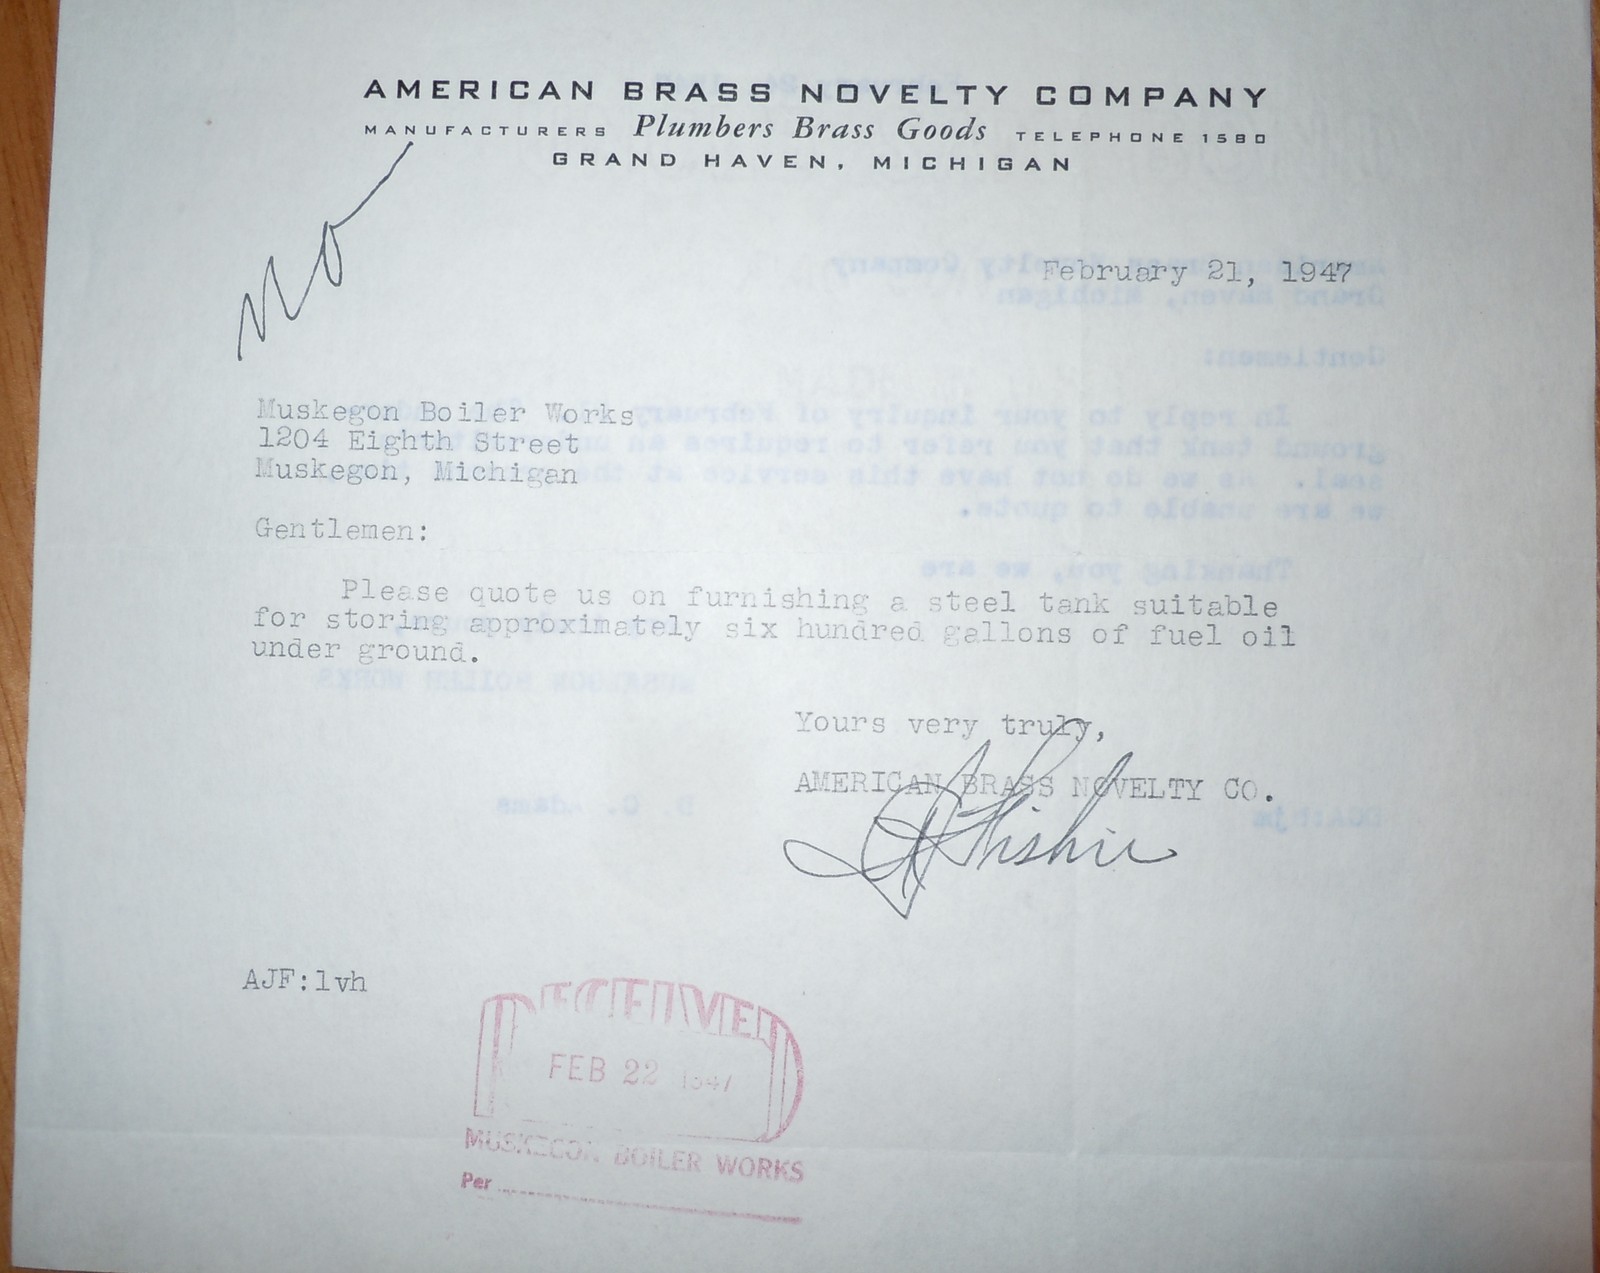 AMERICAN BRASS NOVELTY COMPANY
MANUFACTURERS Plumbers Brass Goods TELEPHONE 1580
GRAND HAVEN, MICHIGAN
No
February 21, 1947
Muskegon Boiler Works
1204 Eighth Street
Muskegon, Michigan
Gentlemen:
Please quote us on furnishing a steel tank suitable
for storing approximately six hundred gallons of fuel oil
under ground.
Yours very truly,
AMERICAN BRASS NOVELTY CO.
AJF:lvh
RECEIVED
FEB 22 1947
MUSKEGON BOILER WORKS
Per